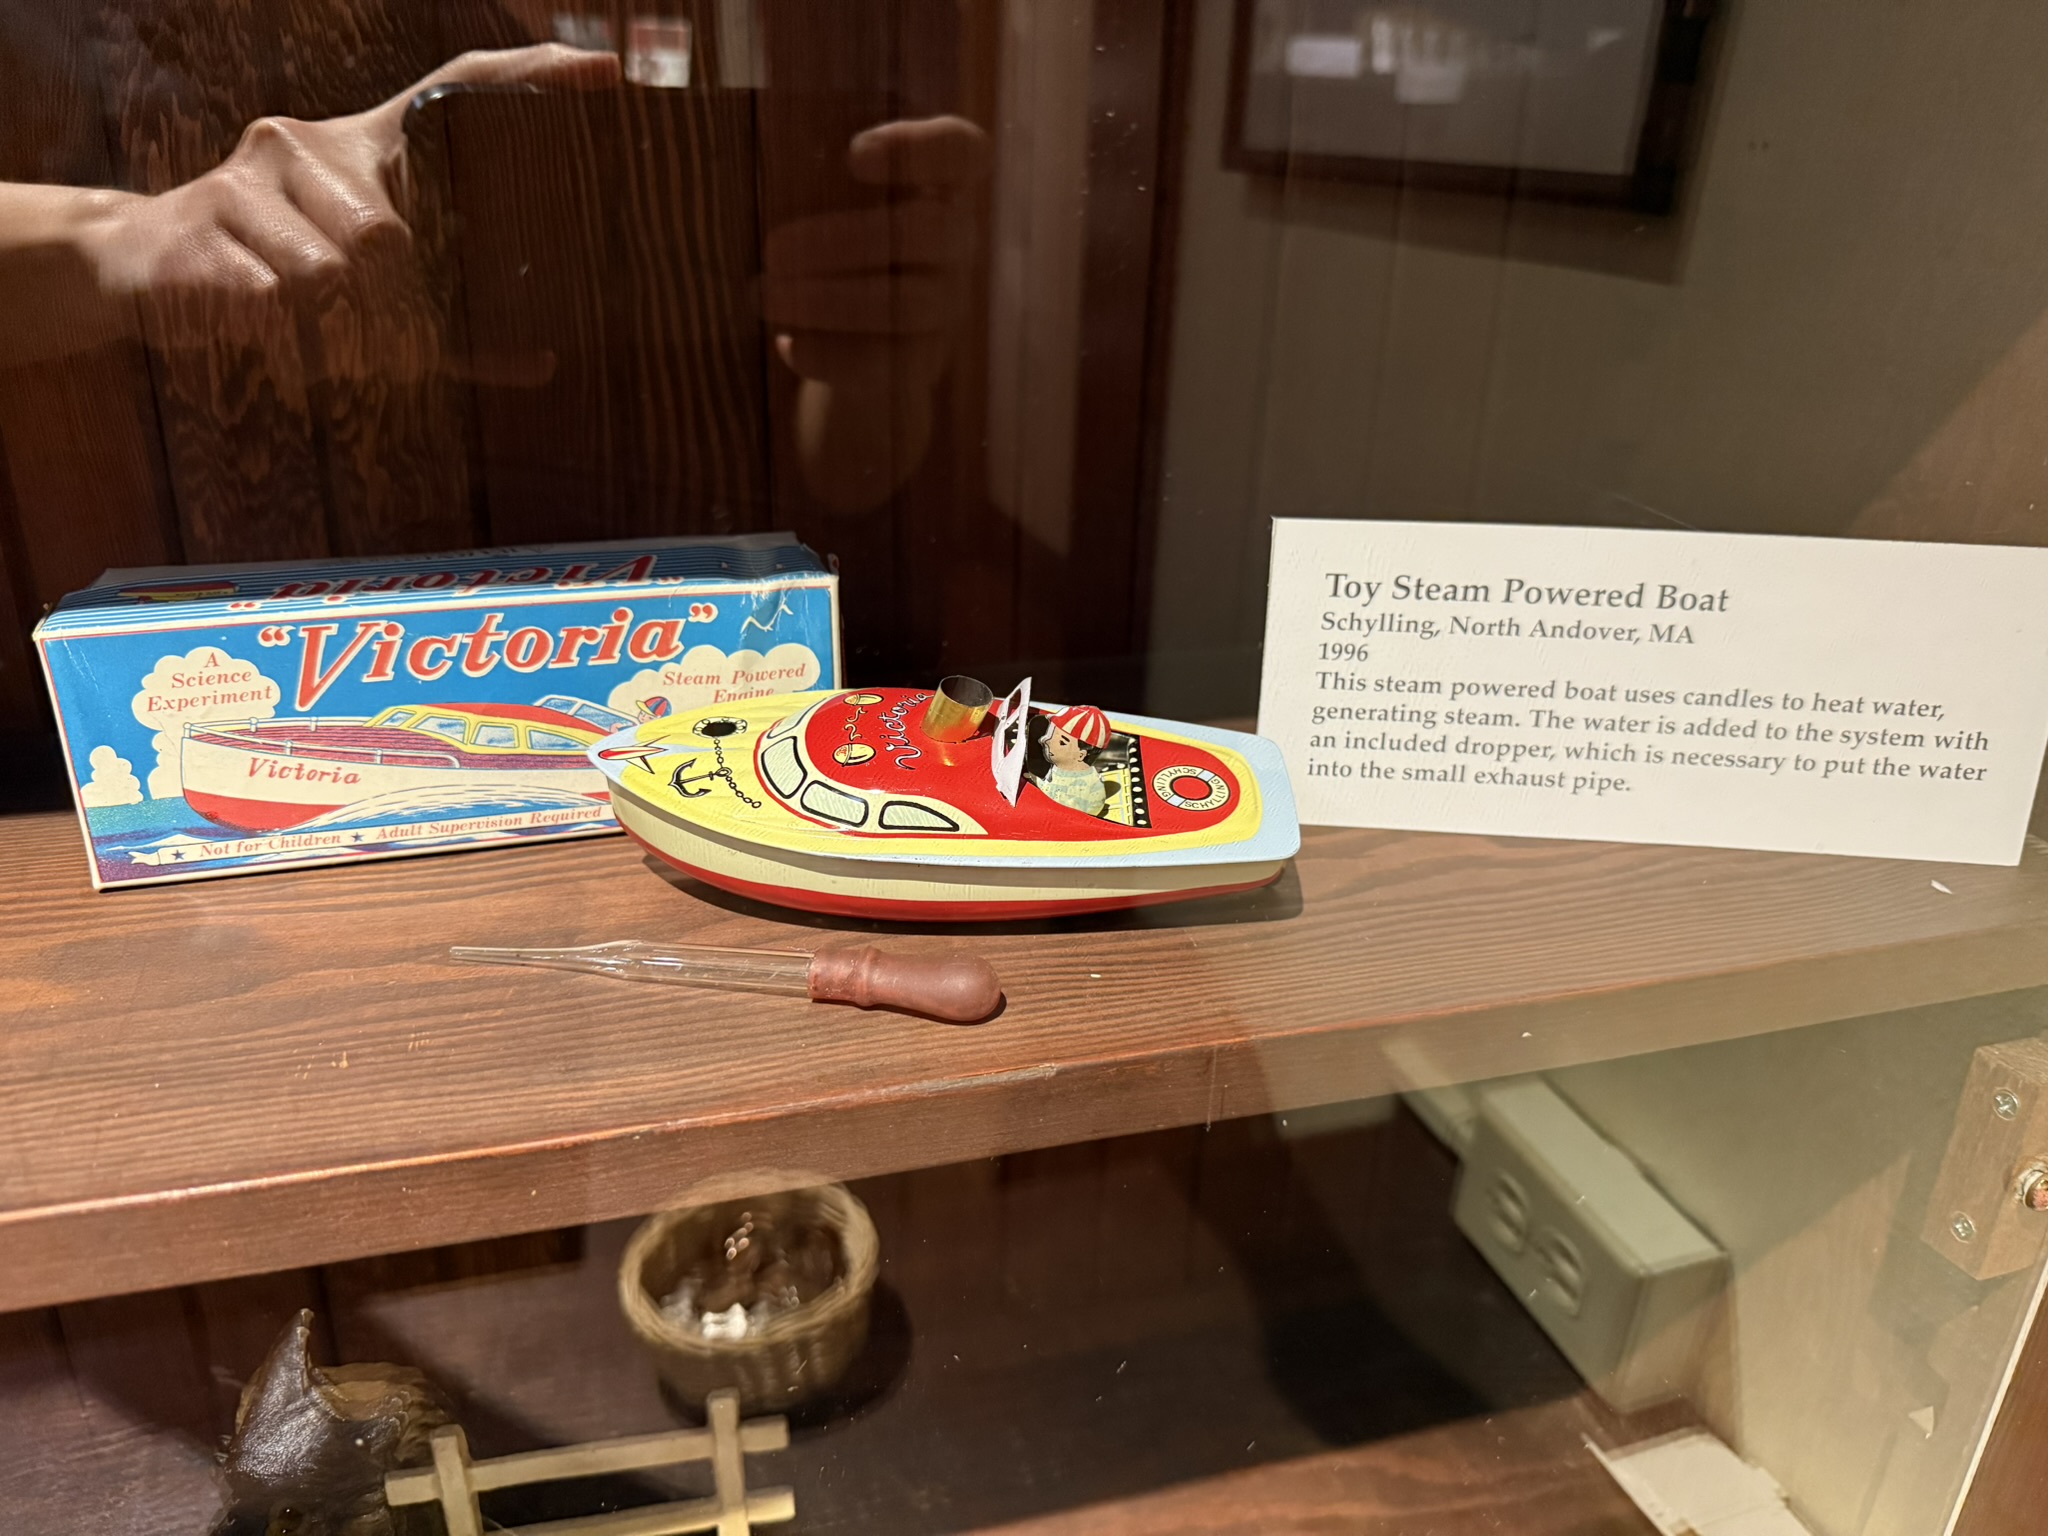 "Victoria"
"Victoria"
A
Science
Experiment
Steam Powered
Engine
Victoria
Not for Children ★ Adult Supervision Required
Victoria
SCHYLLING
SCHYLLING
Toy Steam Powered Boat
Schylling, North Andover, MA
1996
This steam powered boat uses candles to heat water,
generating steam. The water is added to the system with
an included dropper, which is necessary to put the water
into the small exhaust pipe.